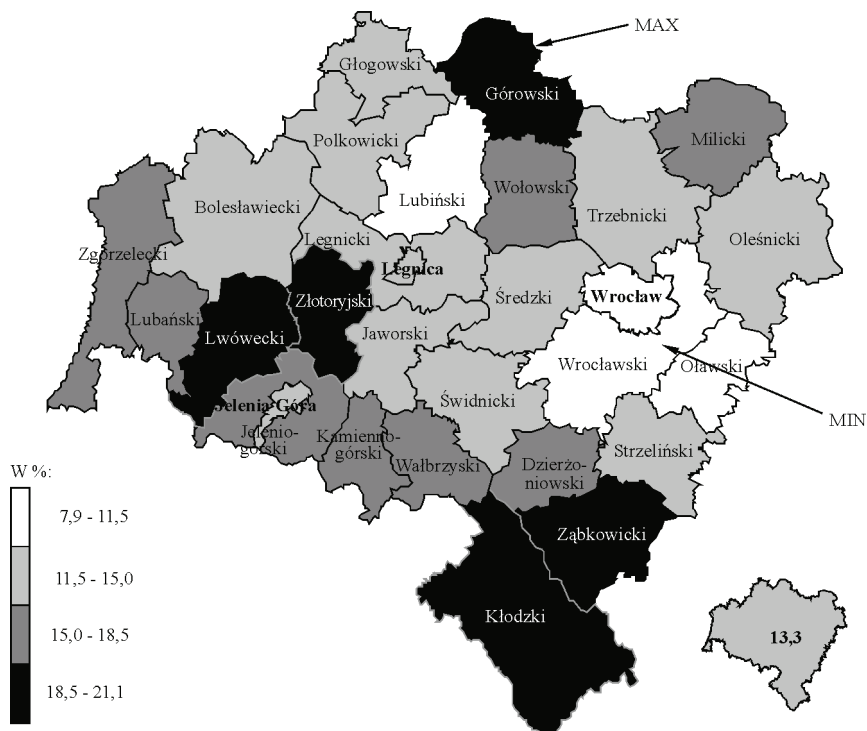 MAX
Głogowski
Górowski
Polkowicki
Milicki
Lubiński
Wołowski
Bolesławiecki
Trzebnicki
Legnicki
Oleśnicki
Zgorzelecki
Legnica
Złotoryjski
Średzki
Wrocław
Lubański
Lwówecki
Jaworski
Wrocławski
Oławski
Jelenia Góra
Świdnicki
MIN
Jelenio-
górski
Kamienno-
górski
Wałbrzyski
Dzierżo-
niowski
Strzeliński
W %:
7,9 - 11,5
Ząbkowicki
11,5 - 15,0
Kłodzki
15,0 - 18,5
13,3
18,5 - 21,1